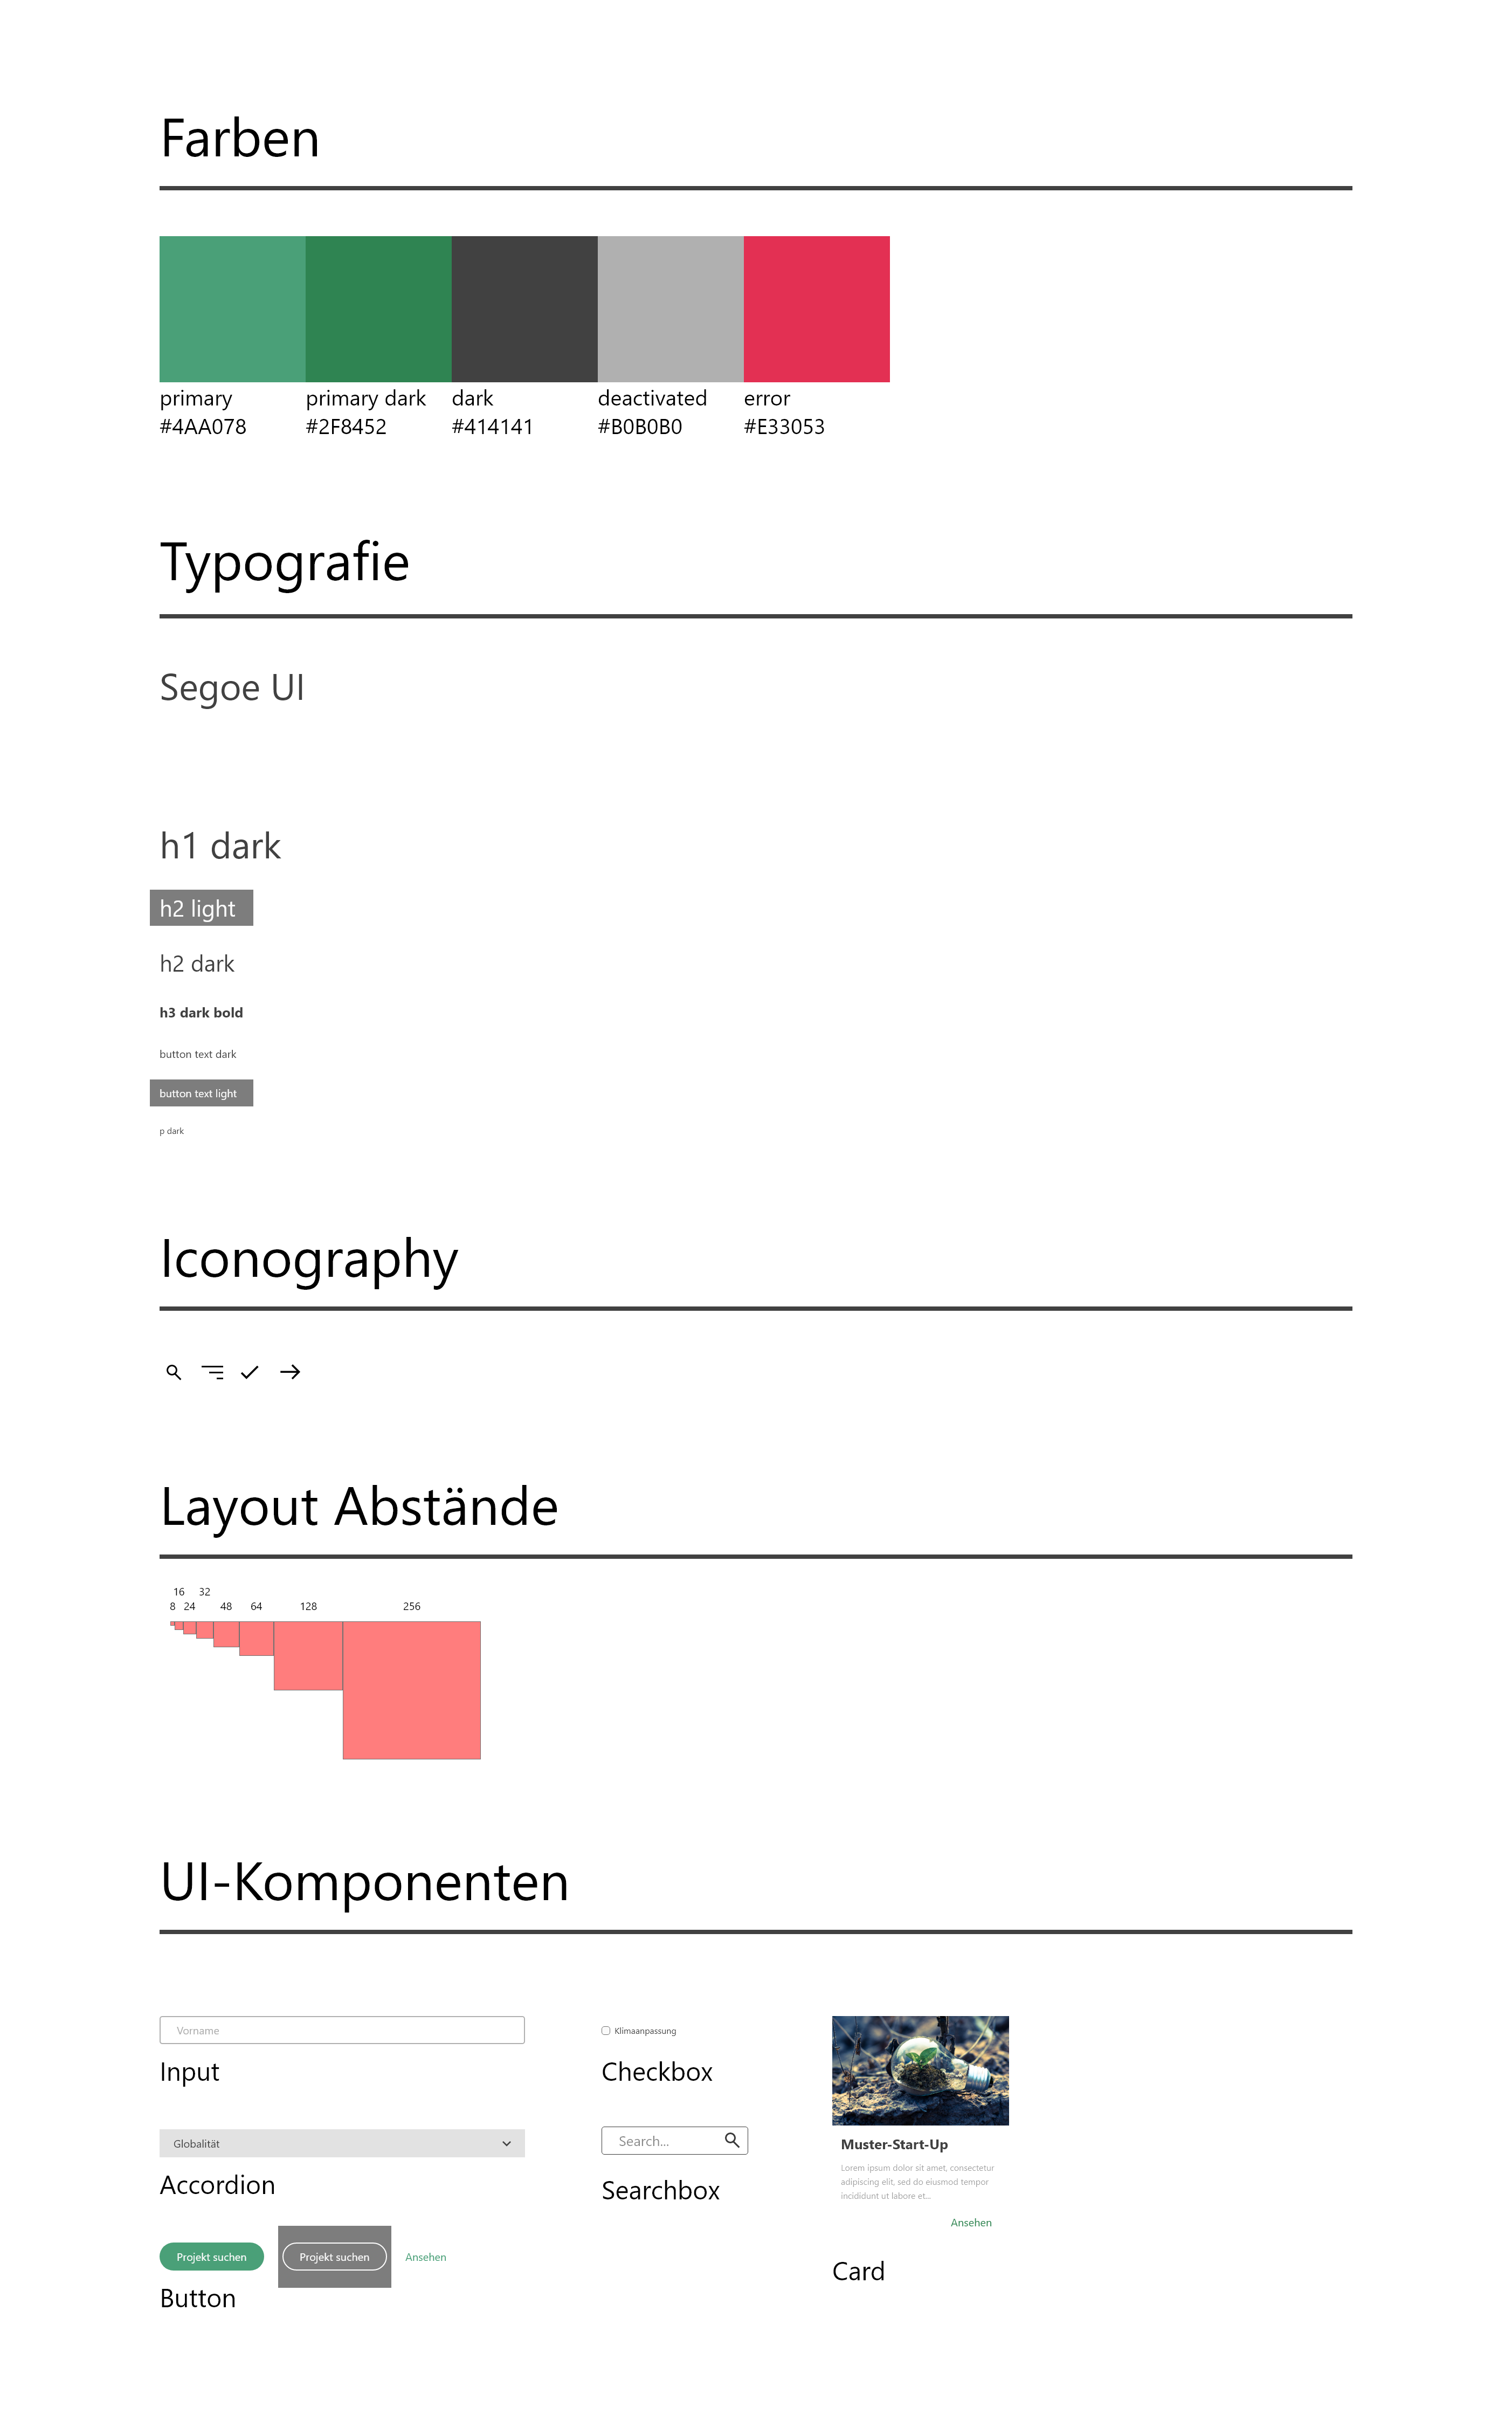 Farben
primary
#4AA078
primary dark
#2F8452
dark
#414141
deactivated
#B0B0B0
error
#E33053
Typografie
Segoe UI
h1 dark
h2 light
h2 dark
h3 dark bold
button text dark
button text light
p dark
Iconography
Layout Abstände
16 32
8 24 48 64 128 256
UI-Komponenten
Vorname
Input
Globalität
Accordion
Projekt suchen
Projekt suchen
Ansehen
Button
Klimaanpassung
Checkbox
Search...
Searchbox
Muster-Start-Up
Lorem ipsum dolor sit amet, consectetur
adipiscing elit, sed do eiusmod tempor
incididunt ut labore et...
Ansehen
Card